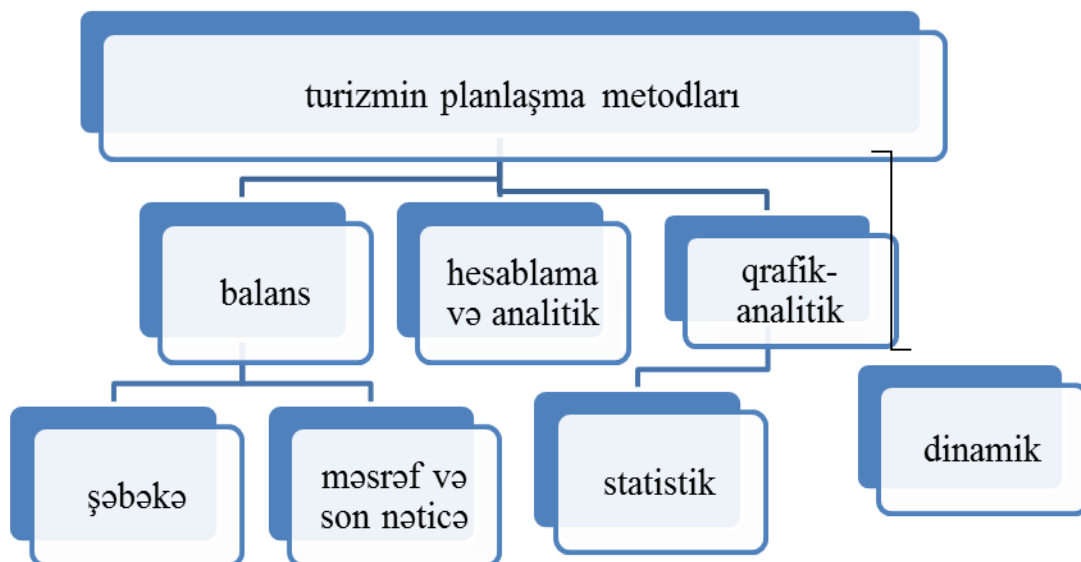 turizmin planlaşma metodları
balans
hesablama
və analitik
qrafik-
analitik
şəbəkə
məsrəf və
son nəticə
statistik
dinamik